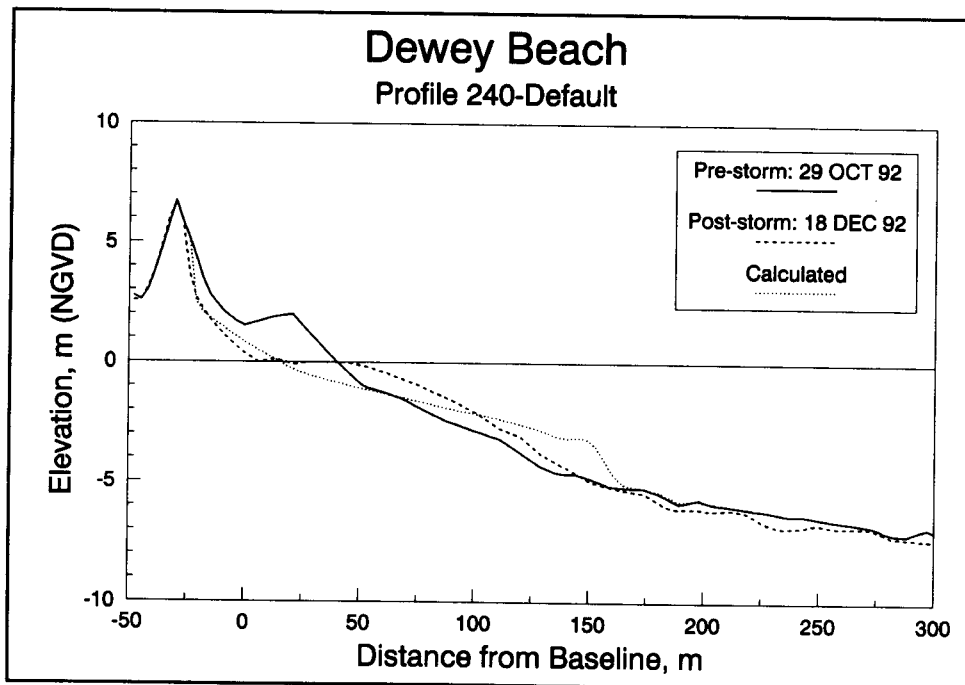 Dewey Beach
Profile 240-Default
10
5
0
-5
-10
Elevation, m (NGVD)
Pre-storm: 29 OCT 92
Post-storm: 18 DEC 92
Calculated
-50
0
50
100
150
200
250
300
Distance from Baseline, m